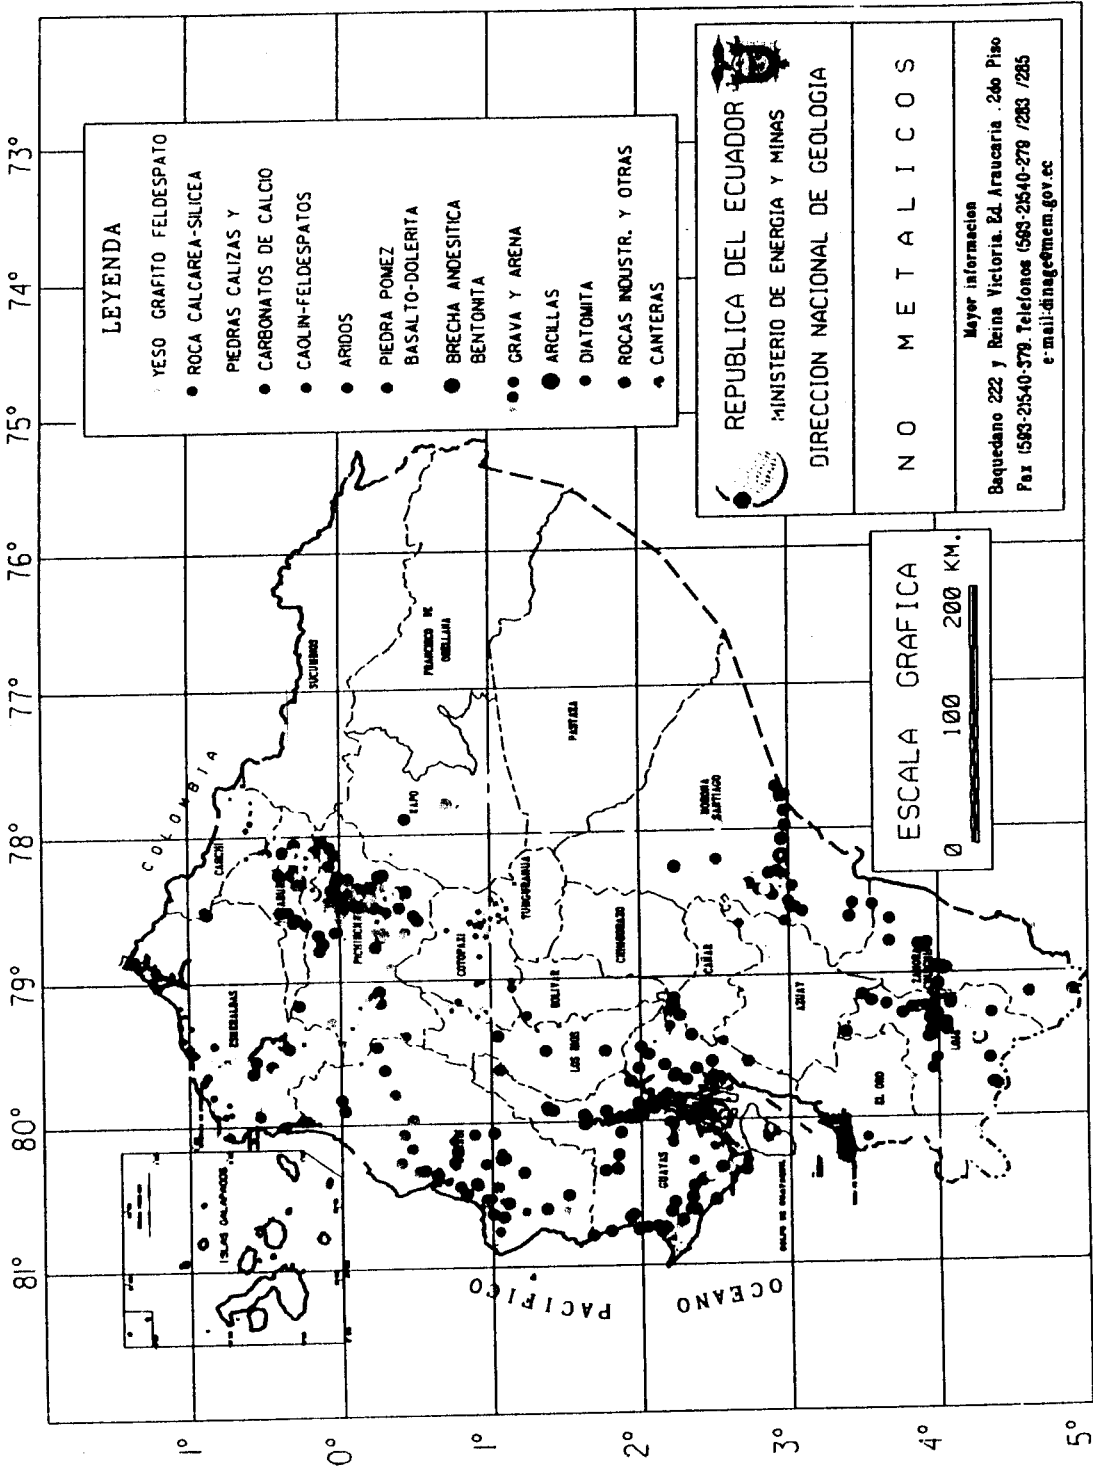 73°
74°
75°
76°
77°
78°
79°
80°
81°
1°
0°
1°
2°
3°
4°
5°
LEYENDA
YESO GRAFITO FELDESPATO
ROCA CALCAREA-SILICEA
PIEDRAS CALIZAS Y
CARBONATOS DE CALCIO
CAOLIN-FELDESPATOS
ARIDOS
PIEDRA POMEZ
BASALTO-DOLERITA
BRECHA ANDESITICA
BENTONITA
GRAVA Y ARENA
ARCILLAS
DIATOMITA
ROCAS INDUSTR. Y OTRAS
CANTERAS
REPUBLICA DEL ECUADOR
MINISTERIO DE ENERGIA Y MINAS
DIRECCION NACIONAL DE GEOLOGIA
NO METALICOS
Mayor informacion
Baquedano 222 y Reina Victoria. Ed. Araucaria . 2do Piso
Fax (593-2)540-379. Telefonos (593-2)540-279 /283 /285
e-mail:dinage@mem.gov.ec
ESCALA GRAFICA
0 100 200 KM.
COLOMBIA
OCEANO
PACIFICO
ISLAS GALAPAGOS
GOLFO DE GUAYAQUIL
ESMERALDAS
CARCHI
SUCUMBIOS
PICHINCHA
NAPO
FRANCISCO DE
ORELLANA
COTOPAXI
TUNGURAHUA
PASTAZA
BOLIVAR
LOS RIOS
CHIMBORAZO
MORONA
SANTIAGO
GUAYAS
CAÑAR
AZUAY
EL ORO
LOJA
ZAMORA